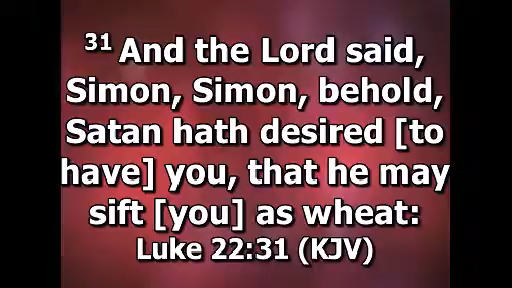 31 And the Lord said,
Simon, Simon, behold,
Satan hath desired [to
have] you, that he may
sift [you] as wheat:
Luke 22:31 (KJV)